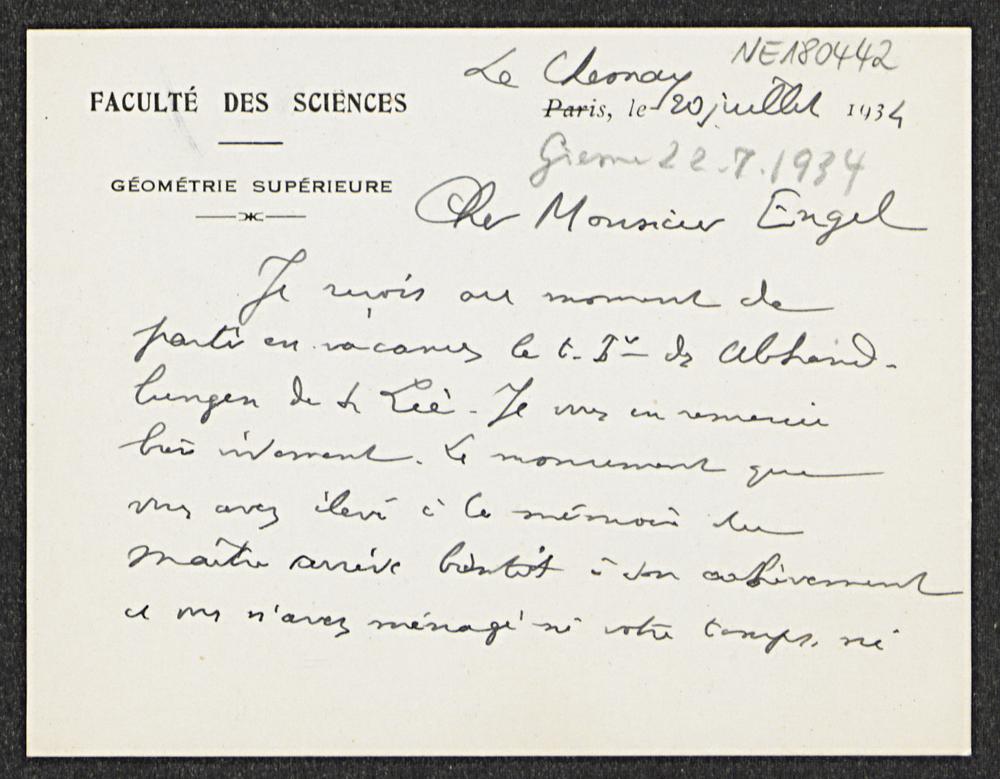 NE180442
Le Chesnay
FACULTÉ DES SCIENCES
Paris, le 20 juillet 1934
22.7.1934
GÉOMÉTRIE SUPÉRIEURE
Cher Monsieur Engel
Je reçois au moment de
partir en vacances le t. Iᵛ des Abhand-
lungen de S. Lie. Je vous en remercie
bien vivement. Le monument que
vous avez élevé à la mémoire du
maître arrive bientôt à son achèvement
et vous n'avez ménagé ni votre temps, ni